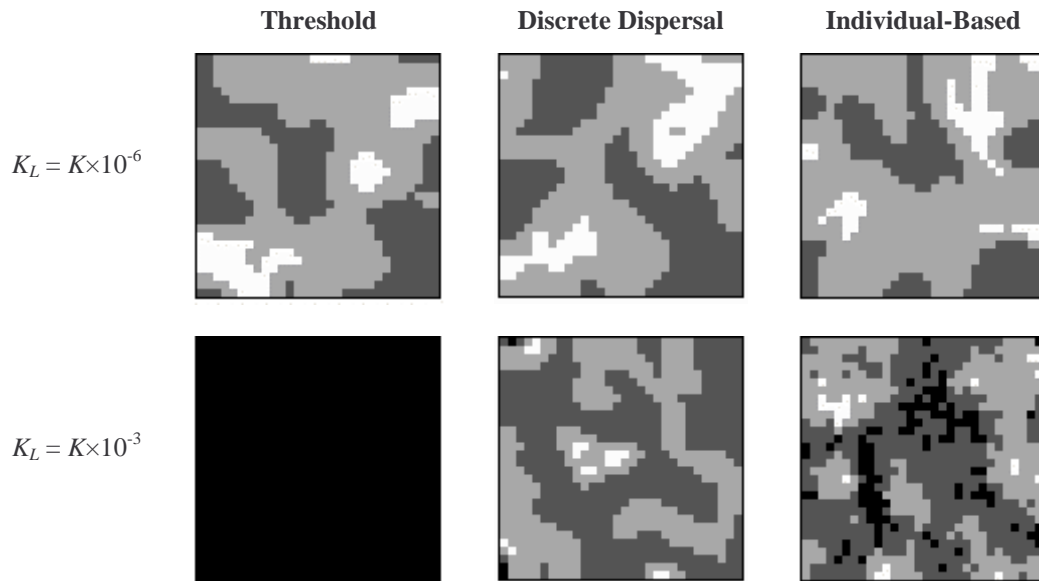 Threshold Discrete Dispersal Individual-Based
K_L = K×10^-6
K_L = K×10^-3